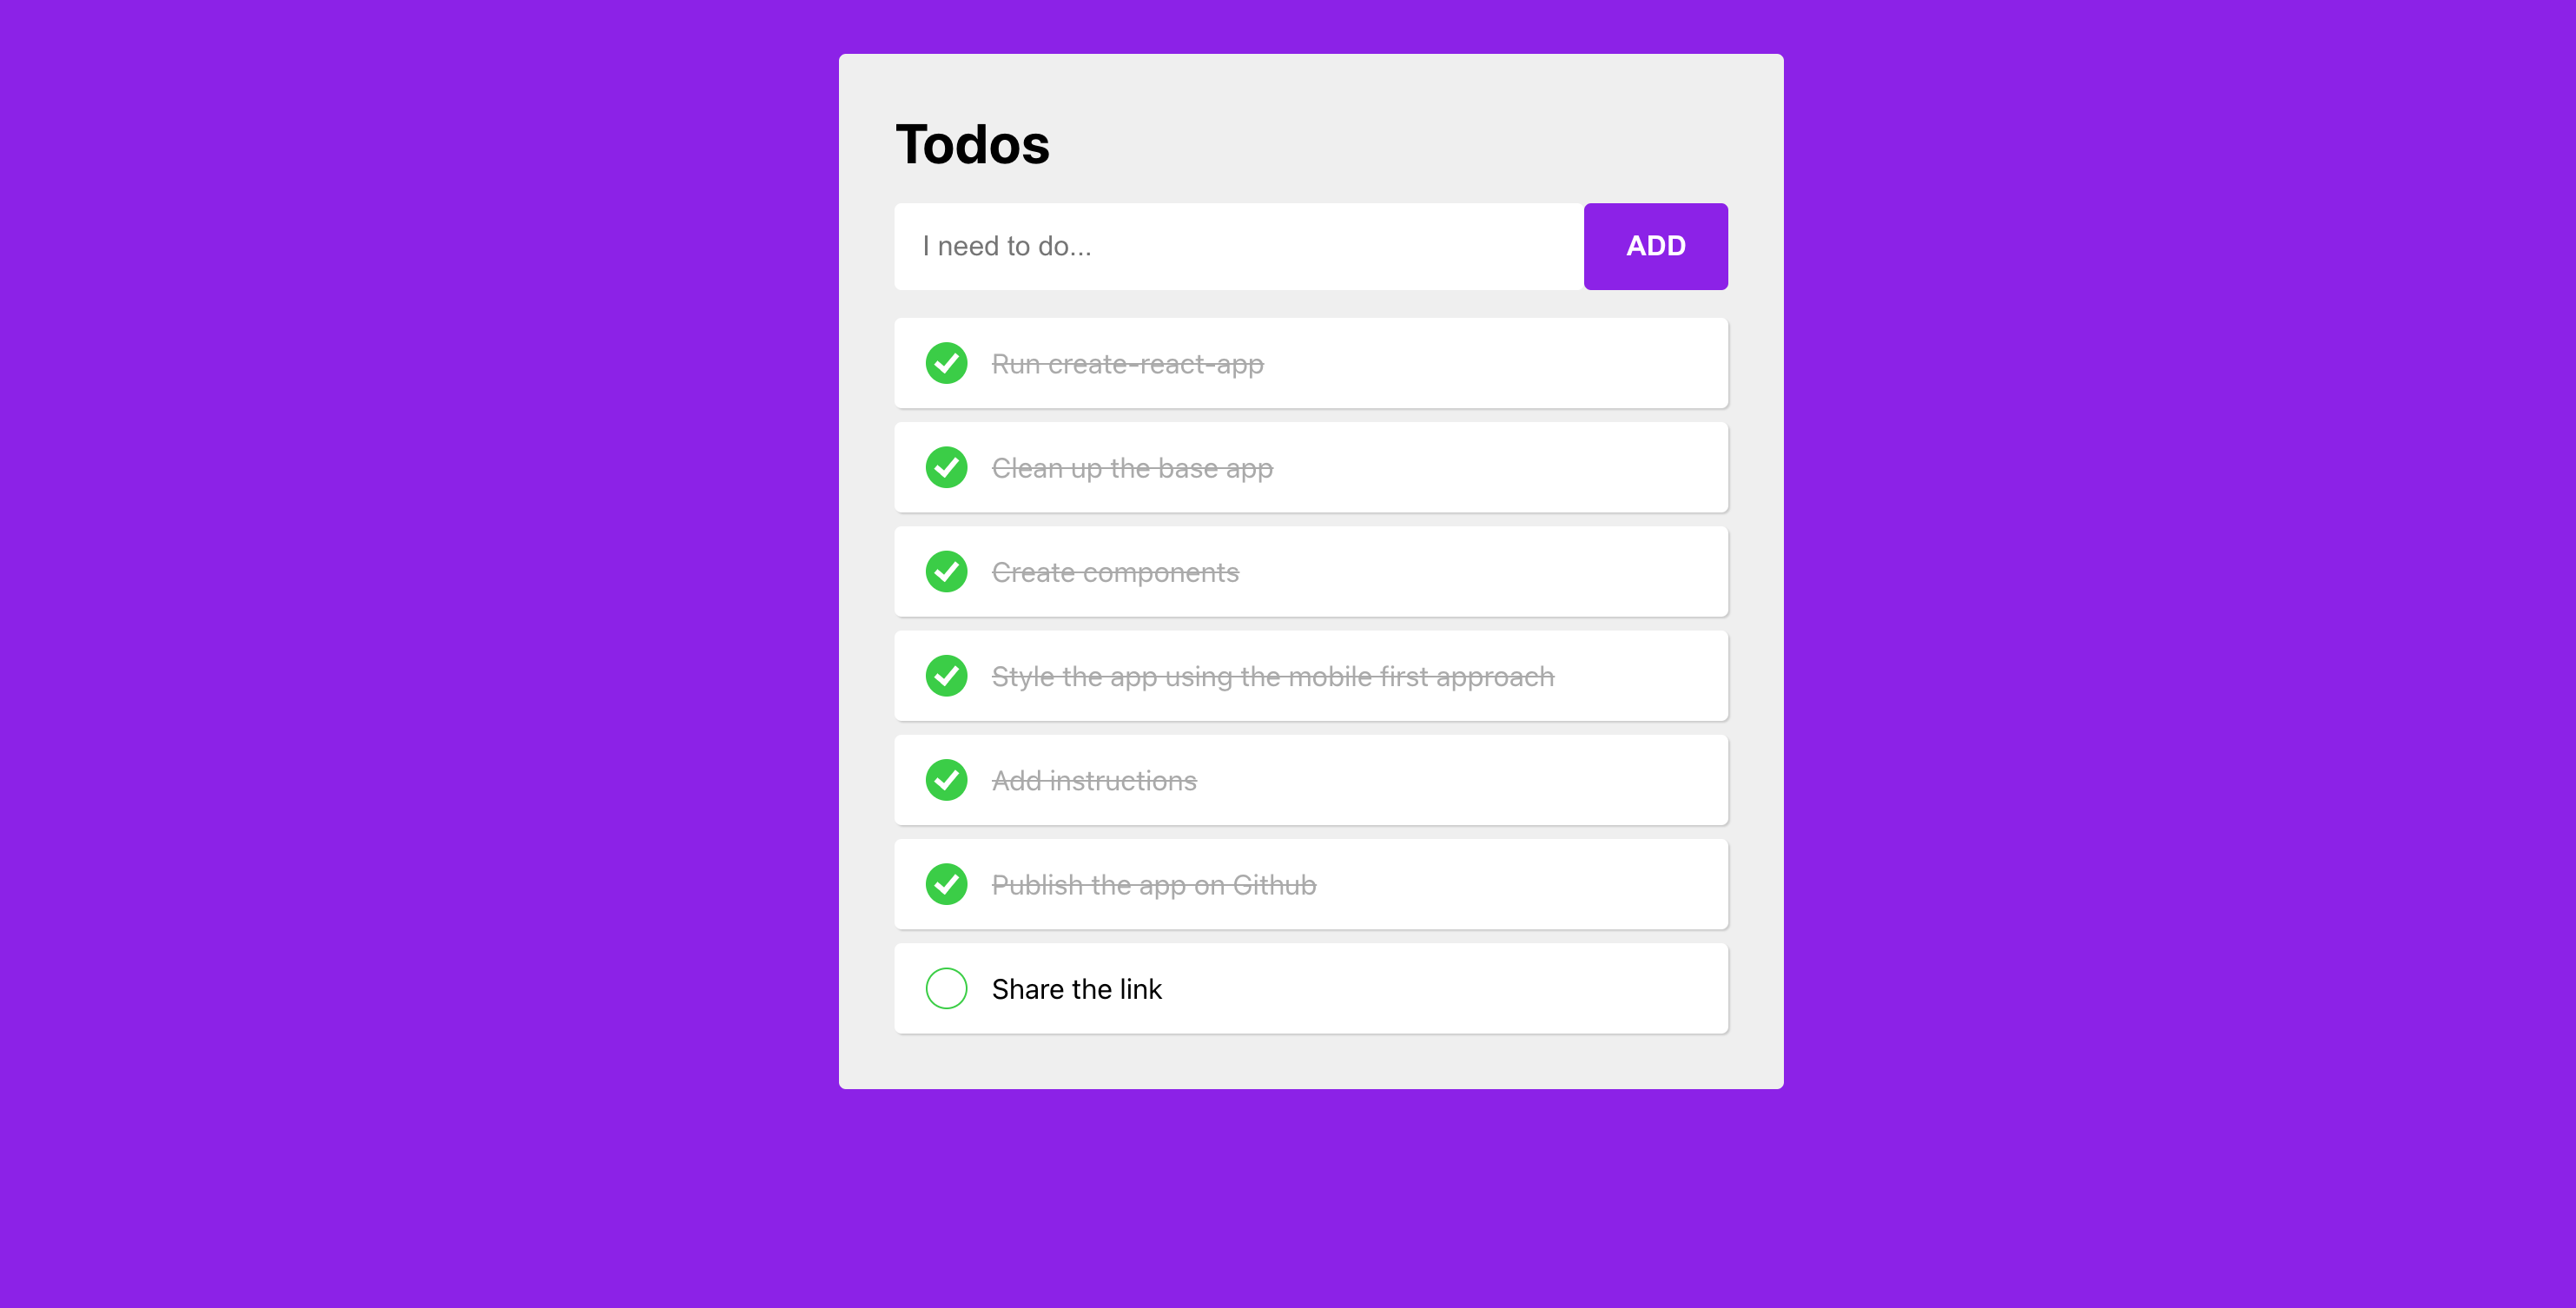 Todos
I need to do...
ADD
Run create-react-app
Clean up the base app
Create components
Style the app using the mobile first approach
Add instructions
Publish the app on Github
Share the link